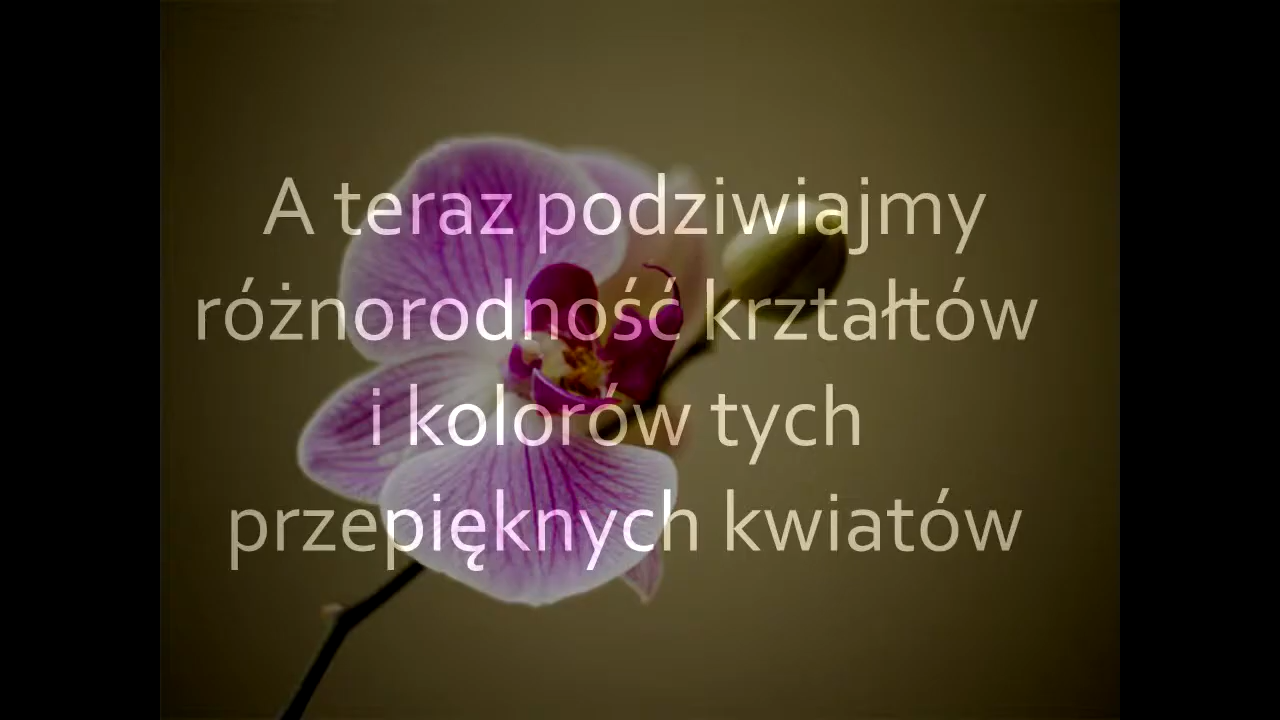 A teraz podziwiajmy
różnorodność krztałtów
i kolorów tych
przepięknych kwiatów